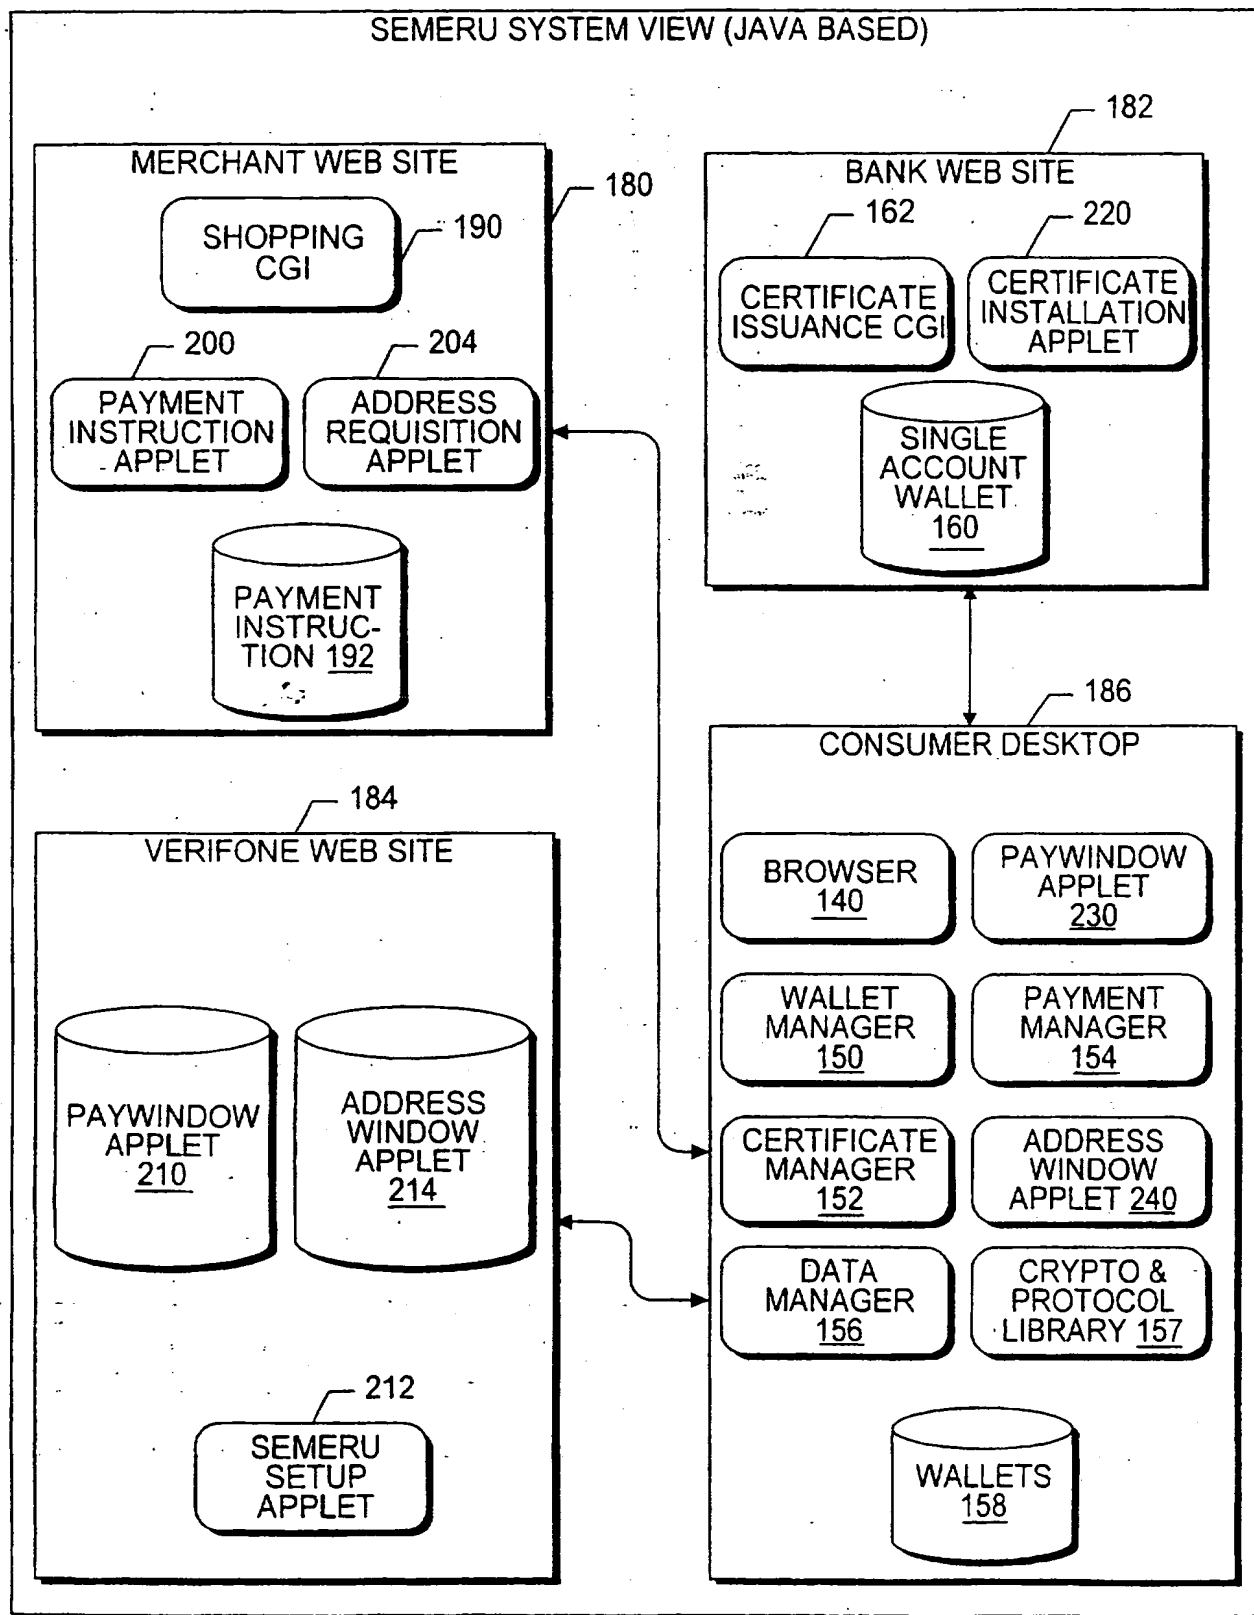 SEMERU SYSTEM VIEW (JAVA BASED)
MERCHANT WEB SITE
180
SHOPPING
CGI
190
200
PAYMENT
INSTRUCTION
APPLET
204
ADDRESS
REQUISITION
APPLET
PAYMENT
INSTRUC-
TION 192
182
BANK WEB SITE
162
CERTIFICATE
ISSUANCE CGI
220
CERTIFICATE
INSTALLATION
APPLET
SINGLE
ACCOUNT
WALLET
160
184
VERIFONE WEB SITE
PAYWINDOW
APPLET
210
ADDRESS
WINDOW
APPLET
214
212
SEMERU
SETUP
APPLET
186
CONSUMER DESKTOP
BROWSER
140
PAYWINDOW
APPLET
230
WALLET
MANAGER
150
PAYMENT
MANAGER
154
CERTIFICATE
MANAGER
152
ADDRESS
WINDOW
APPLET 240
DATA
MANAGER
156
CRYPTO &
PROTOCOL
LIBRARY 157
WALLETS
158